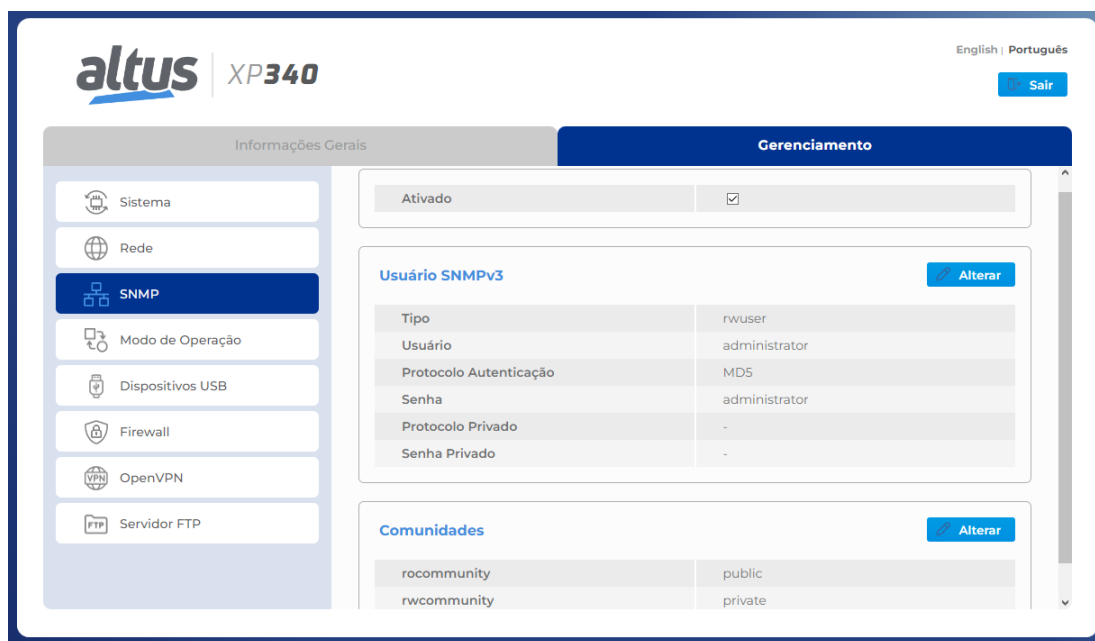 English | Português
altus XP340
Sair
Informações Gerais
Gerenciamento
Sistema
Rede
SNMP
Modo de Operação
Dispositivos USB
Firewall
VPN OpenVPN
FTP Servidor FTP
Ativado
Usuário SNMPv3 Alterar
Tipo rwuser
Usuário administrator
Protocolo Autenticação MD5
Senha administrator
Protocolo Privado -
Senha Privado -
Comunidades Alterar
rocommunity public
rwcommunity private